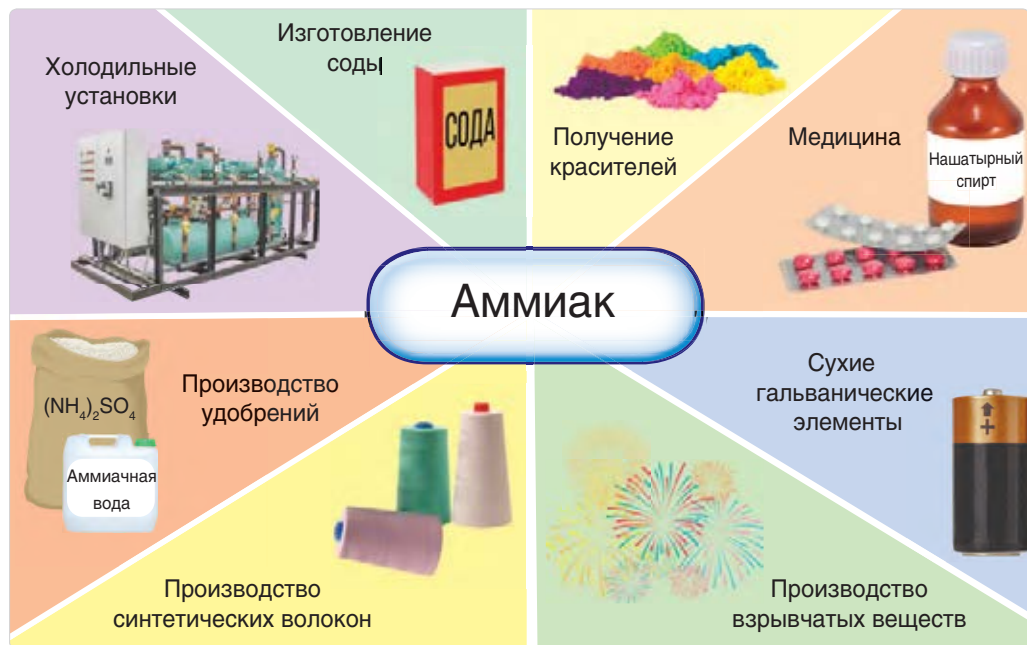 Холодильные
установки
Изготовление
соды
СОДА
Получение
красителей
Медицина
Нашатырный
спирт
Аммиак
(NH₄)₂SO₄
Аммиачная
вода
Производство
удобрений
Производство
синтетических волокон
Производство
взрывчатых веществ
Сухие
гальванические
элементы
+